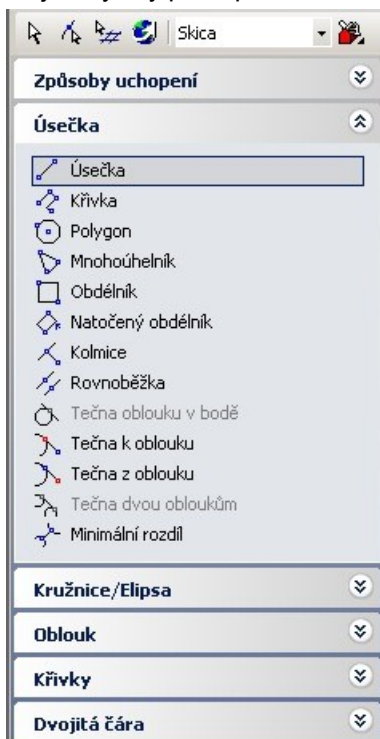 Skica
Způsoby uchopení
Úsečka
Úsečka
Křivka
Polygon
Mnohoúhelník
Obdélník
Natočený obdélník
Kolmice
Rovnoběžka
Tečna oblouku v bodě
Tečna k oblouku
Tečna z oblouku
Tečna dvou obloukům
Minimální rozdíl
Kružnice/Elipsa
Oblouk
Křivky
Dvojitá čára